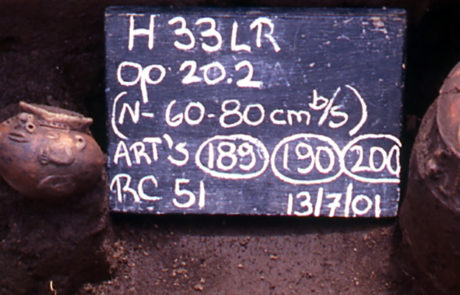 H 33LR
Op 20.2
(N- 60-80cm b/s)
ART'S 189 190 200
RC 51 13/7/01